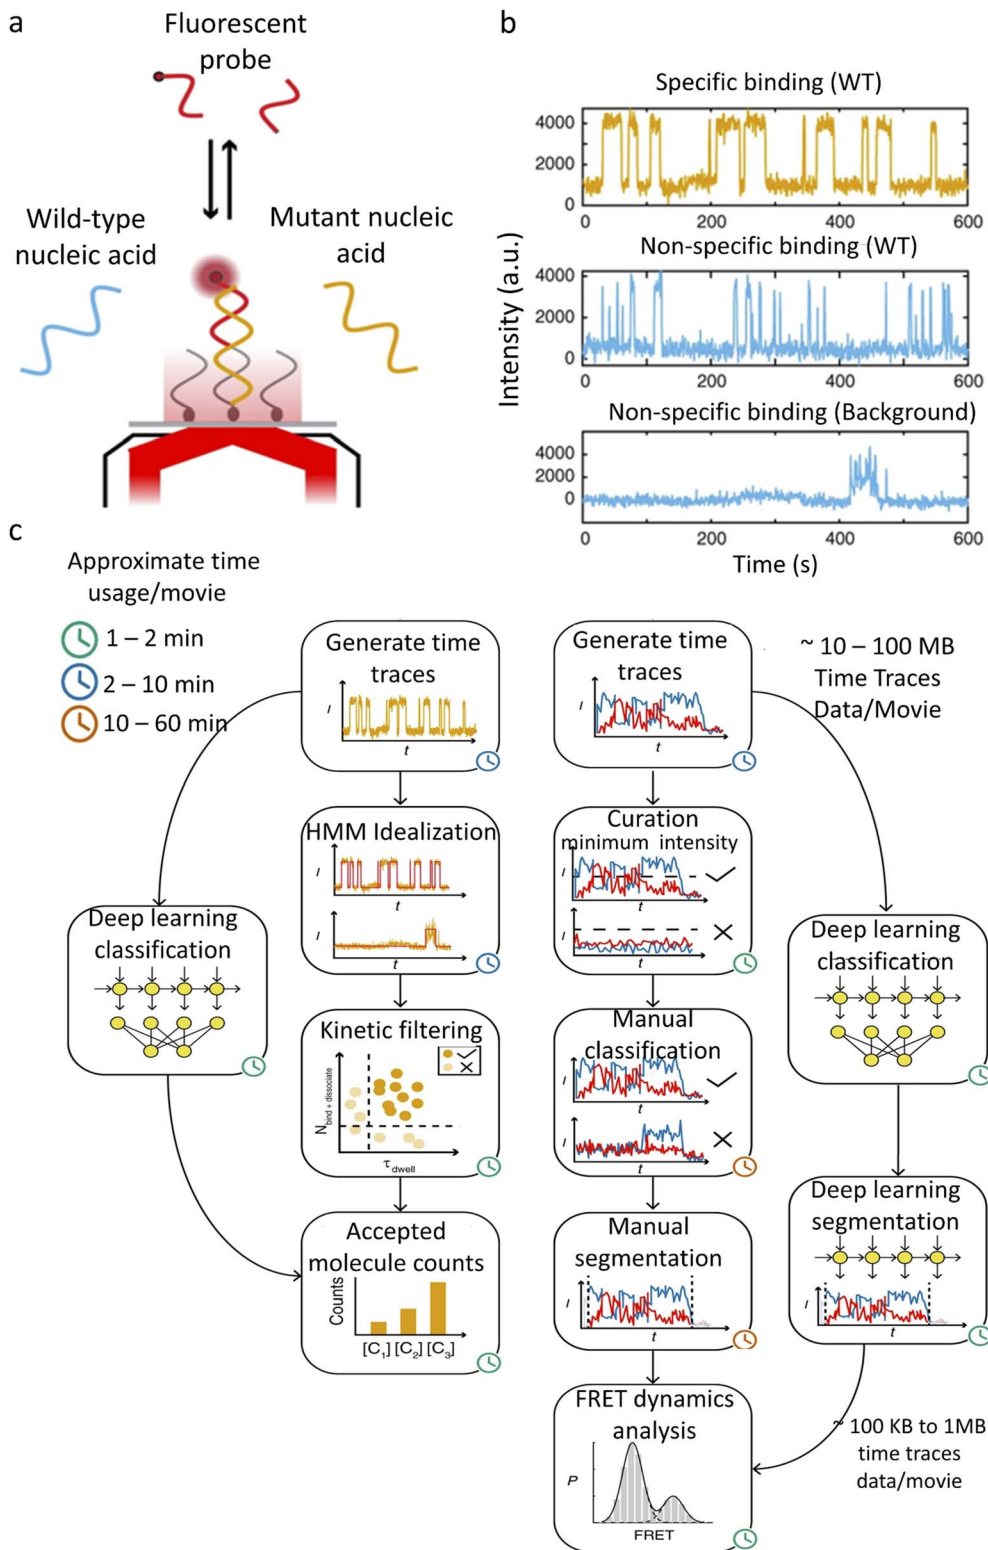 a
Fluorescent
probe
Wild-type
nucleic acid
Mutant nucleic
acid
b
Specific binding (WT)
4000
2000
0
0 200 400 600
Non-specific binding (WT)
4000
2000
0
0 200 400 600
Non-specific binding (Background)
4000
2000
0
0 200 400 600
Intensity (a.u.)
Time (s)
c
Approximate time
usage/movie
1 – 2 min
2 – 10 min
10 – 60 min
Generate time
traces
I
t
HMM Idealization
I
t
I
t
Deep learning
classification
Kinetic filtering
N bind + dissociate
τ dwell
Accepted
molecule counts
Counts
[C1] [C2] [C3]
Generate time
traces
I
t
~ 10 – 100 MB
Time Traces
Data/Movie
Curation
minimum intensity
I
t
I
t
Manual
classification
I
t
I
t
Deep learning
classification
Manual
segmentation
I
t
Deep learning
segmentation
I
t
FRET dynamics
analysis
P
FRET
~ 100 KB to 1MB
time traces
data/movie